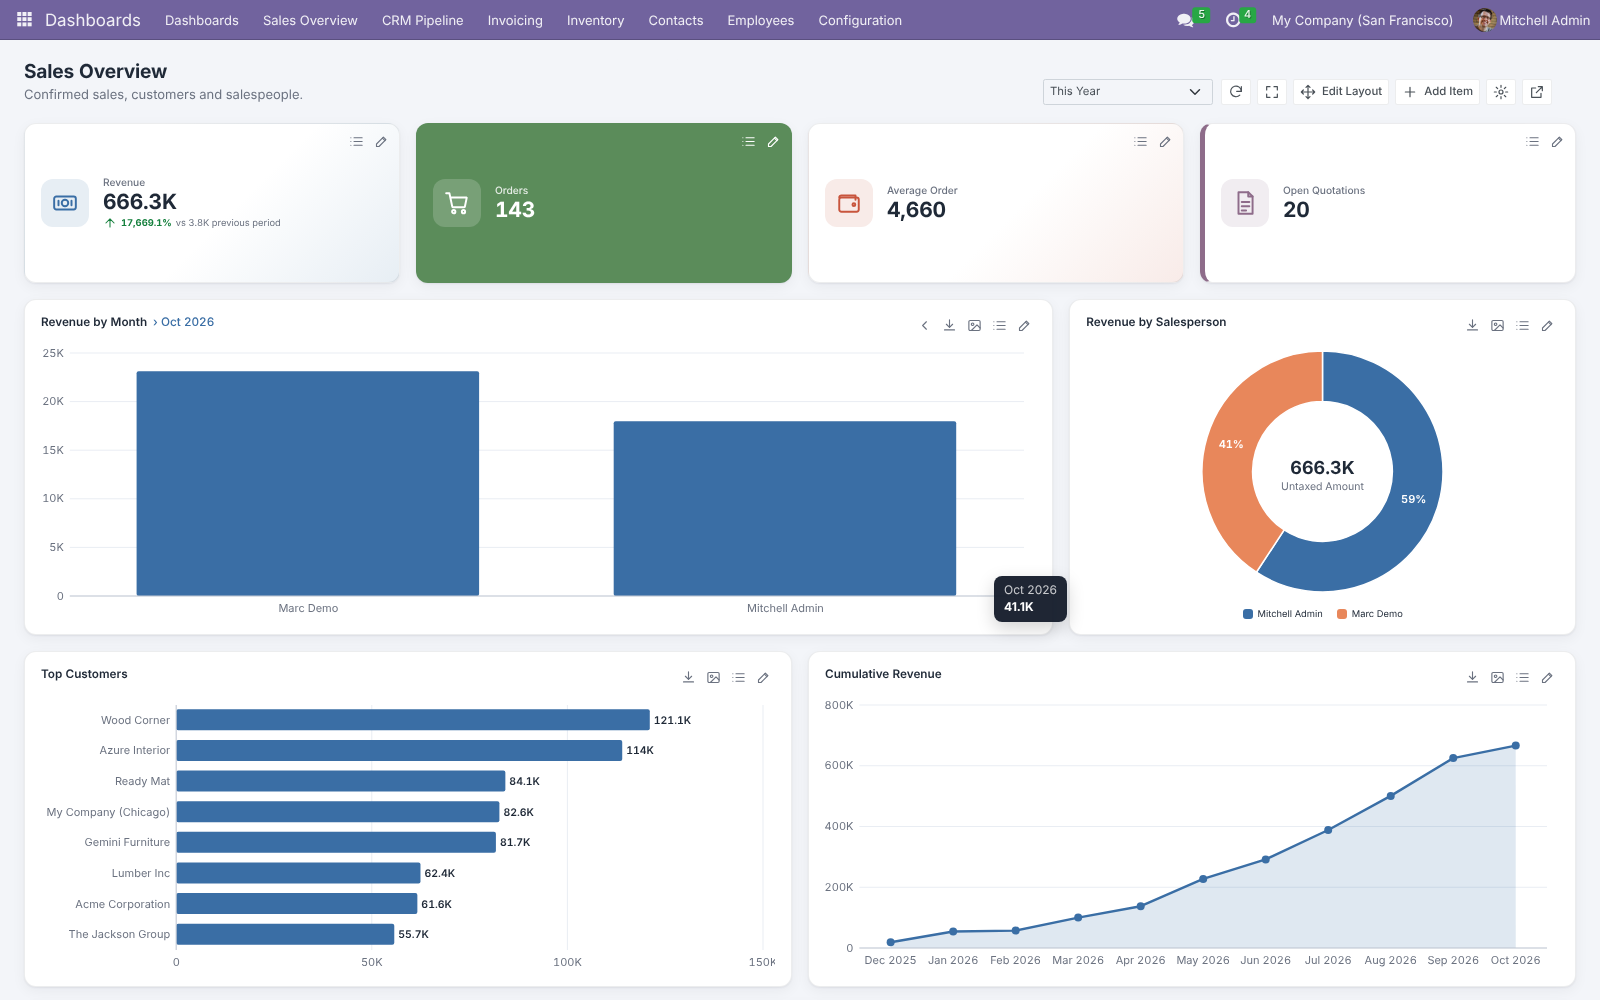 Dashboards Dashboards Sales Overview CRM Pipeline Invoicing Inventory Contacts Employees Configuration 5 4 My Company (San Francisco) Mitchell Admin
Sales Overview
Confirmed sales, customers and salespeople.
This Year Edit Layout Add Item
Revenue
666.3K
17,669.1% vs 3.8K previous period
Orders
143
Average Order
4,660
Open Quotations
20
Revenue by Month › Oct 2026
25K
20K
15K
10K
5K
0
Marc Demo Mitchell Admin
Oct 2026
41.1K
Revenue by Salesperson
41%
666.3K
Untaxed Amount
59%
Mitchell Admin Marc Demo
Top Customers
Wood Corner 121.1K
Azure Interior 114K
Ready Mat 84.1K
My Company (Chicago) 82.6K
Gemini Furniture 81.7K
Lumber Inc 62.4K
Acme Corporation 61.6K
The Jackson Group 55.7K
0 50K 100K 150K
Cumulative Revenue
800K
600K
400K
200K
0
Dec 2025 Jan 2026 Feb 2026 Mar 2026 Apr 2026 May 2026 Jun 2026 Jul 2026 Aug 2026 Sep 2026 Oct 2026